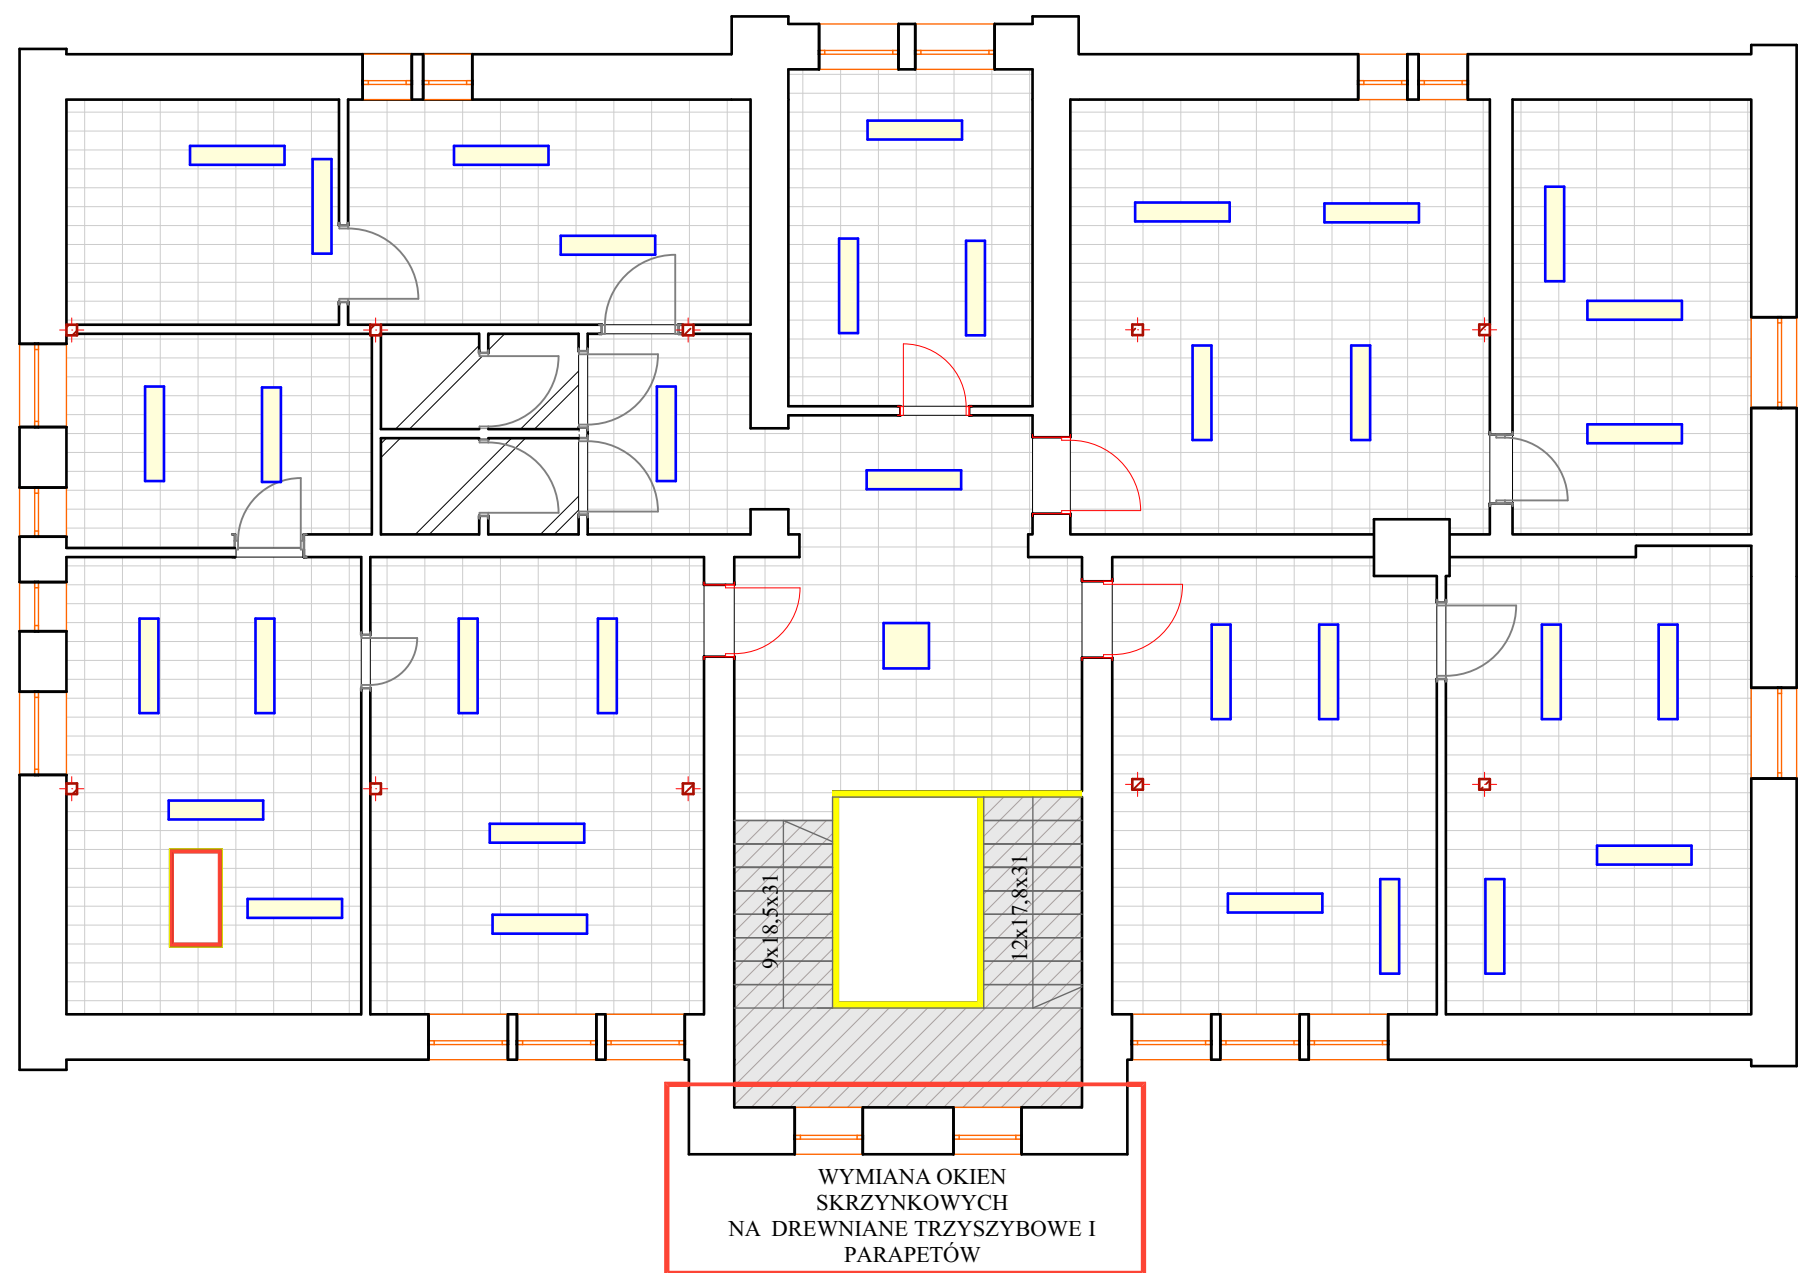 9x18,5x31
12x17,8x31
WYMIANA OKIEN
SKRZYNKOWYCH
NA DREWNIANE TRZYSZYBOWE I
PARAPETÓW